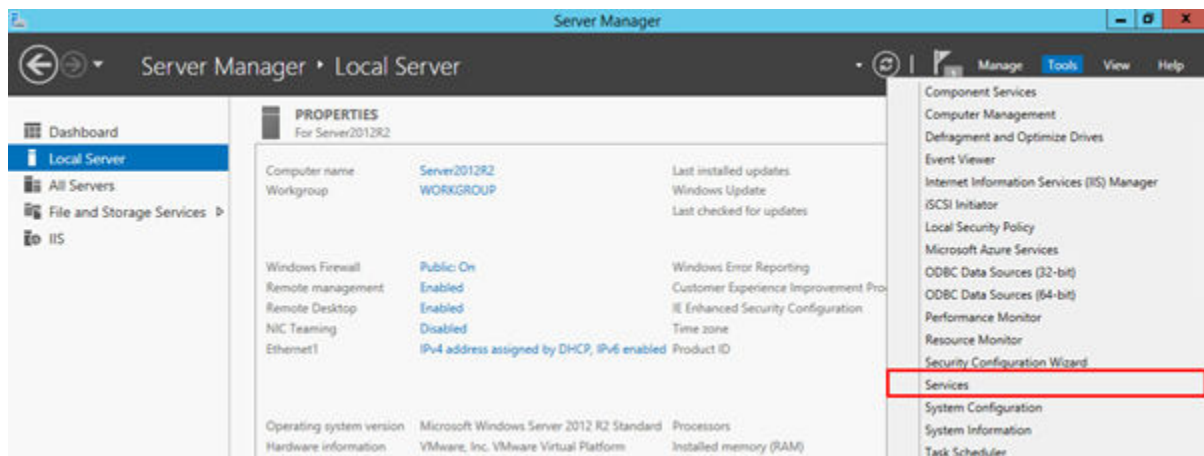 Server Manager
Server Manager • Local Server
Manage Tools View Help
Dashboard
Local Server
All Servers
File and Storage Services
IIS
PROPERTIES
For Server2012R2
Computer name Server2012R2 Last installed updates
Workgroup WORKGROUP Windows Update
Last checked for updates
Windows Firewall Public: On Windows Error Reporting
Remote management Enabled Customer Experience Improvement Pro
Remote Desktop Enabled IE Enhanced Security Configuration
NIC Teaming Disabled Time zone
Ethernet1 IPv4 address assigned by DHCP, IPv6 enabled Product ID
Operating system version Microsoft Windows Server 2012 R2 Standard Processors
Hardware information VMware, Inc. VMware Virtual Platform Installed memory (RAM)
Component Services
Computer Management
Defragment and Optimize Drives
Event Viewer
Internet Information Services (IIS) Manager
iSCSI Initiator
Local Security Policy
Microsoft Azure Services
ODBC Data Sources (32-bit)
ODBC Data Sources (64-bit)
Performance Monitor
Resource Monitor
Security Configuration Wizard
Services
System Configuration
System Information
Task Scheduler